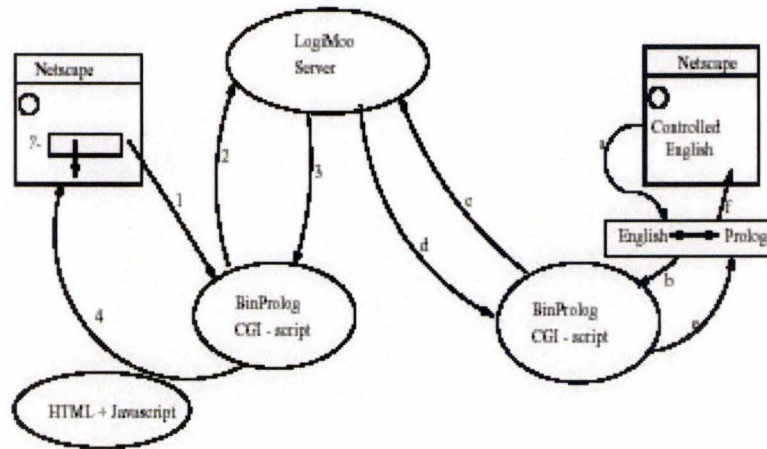 LogiMoo
Server
Netscape
?-
1
2
3
4
BinProlog
CGI - script
HTML + Javascript
Netscape
Controlled
English
a
English
Prolog
f
b
e
c
d
BinProlog
CGI - script